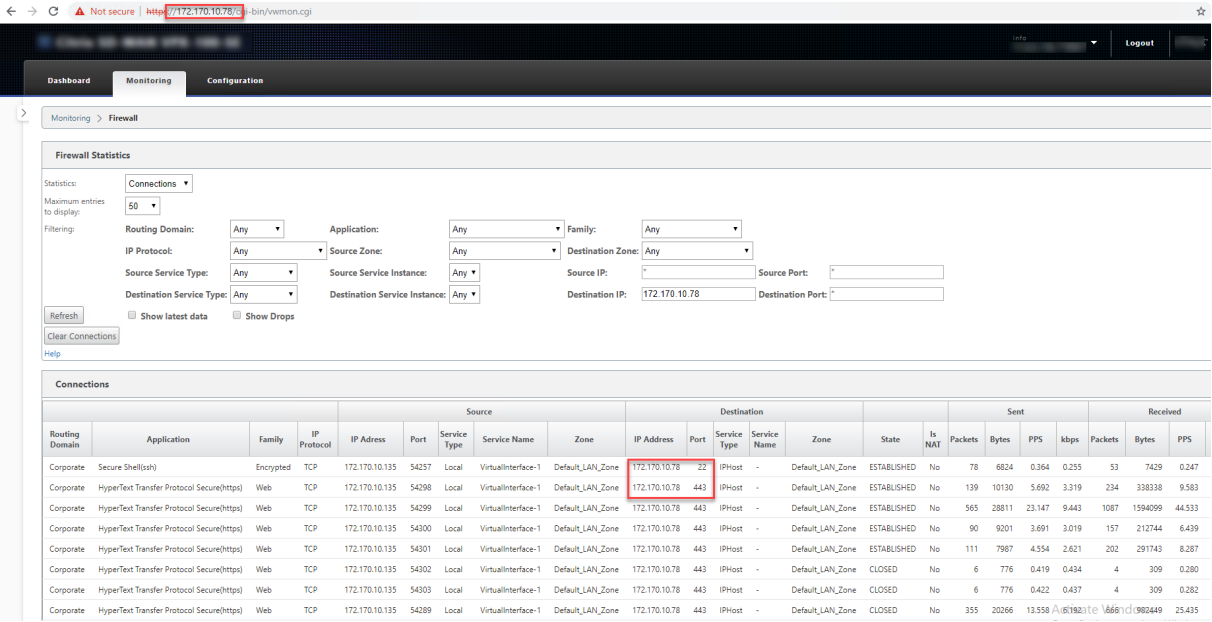 Not secure | https://172.170.10.78/cgi-bin/vwmon.cgi
Info
Logout
Dashboard Monitoring Configuration
Monitoring > Firewall
Firewall Statistics
Statistics: Connections
Maximum entries
to display: 50
Filtering: Routing Domain: Any Application: Any Family: Any
IP Protocol: Any Source Zone: Any Destination Zone: Any
Source Service Type: Any Source Service Instance: Any Source IP: * Source Port: *
Destination Service Type: Any Destination Service Instance: Any Destination IP: 172.170.10.78 Destination Port: *
Refresh Show latest data Show Drops
Clear Connections
Help
Connections
Source Destination Sent Received
Routing Domain Application Family IP Protocol IP Adress Port Service Type Service Name Zone IP Address Port Service Type Service Name Zone State Is NAT Packets Bytes PPS kbps Packets Bytes PPS
Corporate Secure Shell(ssh) Encrypted TCP 172.170.10.135 54257 Local VirtualInterface-1 Default_LAN_Zone 172.170.10.78 22 IPHost - Default_LAN_Zone ESTABLISHED No 78 6824 0.364 0.255 53 7429 0.247
Corporate HyperText Transfer Protocol Secure(https) Web TCP 172.170.10.135 54298 Local VirtualInterface-1 Default_LAN_Zone 172.170.10.78 443 IPHost - Default_LAN_Zone ESTABLISHED No 139 10130 5.692 3.319 234 338338 9.583
Corporate HyperText Transfer Protocol Secure(https) Web TCP 172.170.10.135 54299 Local VirtualInterface-1 Default_LAN_Zone 172.170.10.78 443 IPHost - Default_LAN_Zone ESTABLISHED No 565 28811 23.147 9.443 1087 1594099 44.533
Corporate HyperText Transfer Protocol Secure(https) Web TCP 172.170.10.135 54300 Local VirtualInterface-1 Default_LAN_Zone 172.170.10.78 443 IPHost - Default_LAN_Zone ESTABLISHED No 90 9201 3.691 3.019 157 212744 6.439
Corporate HyperText Transfer Protocol Secure(https) Web TCP 172.170.10.135 54301 Local VirtualInterface-1 Default_LAN_Zone 172.170.10.78 443 IPHost - Default_LAN_Zone ESTABLISHED No 111 7987 4.554 2.621 202 291743 8.287
Corporate HyperText Transfer Protocol Secure(https) Web TCP 172.170.10.135 54302 Local VirtualInterface-1 Default_LAN_Zone 172.170.10.78 443 IPHost - Default_LAN_Zone CLOSED No 6 776 0.419 0.434 4 309 0.280
Corporate HyperText Transfer Protocol Secure(https) Web TCP 172.170.10.135 54303 Local VirtualInterface-1 Default_LAN_Zone 172.170.10.78 443 IPHost - Default_LAN_Zone CLOSED No 6 776 0.422 0.437 4 309 0.282
Corporate HyperText Transfer Protocol Secure(https) Web TCP 172.170.10.135 54289 Local VirtualInterface-1 Default_LAN_Zone 172.170.10.78 443 IPHost - Default_LAN_Zone CLOSED No 355 20266 13.558 6.192 666 982449 25.435
Activate Windows